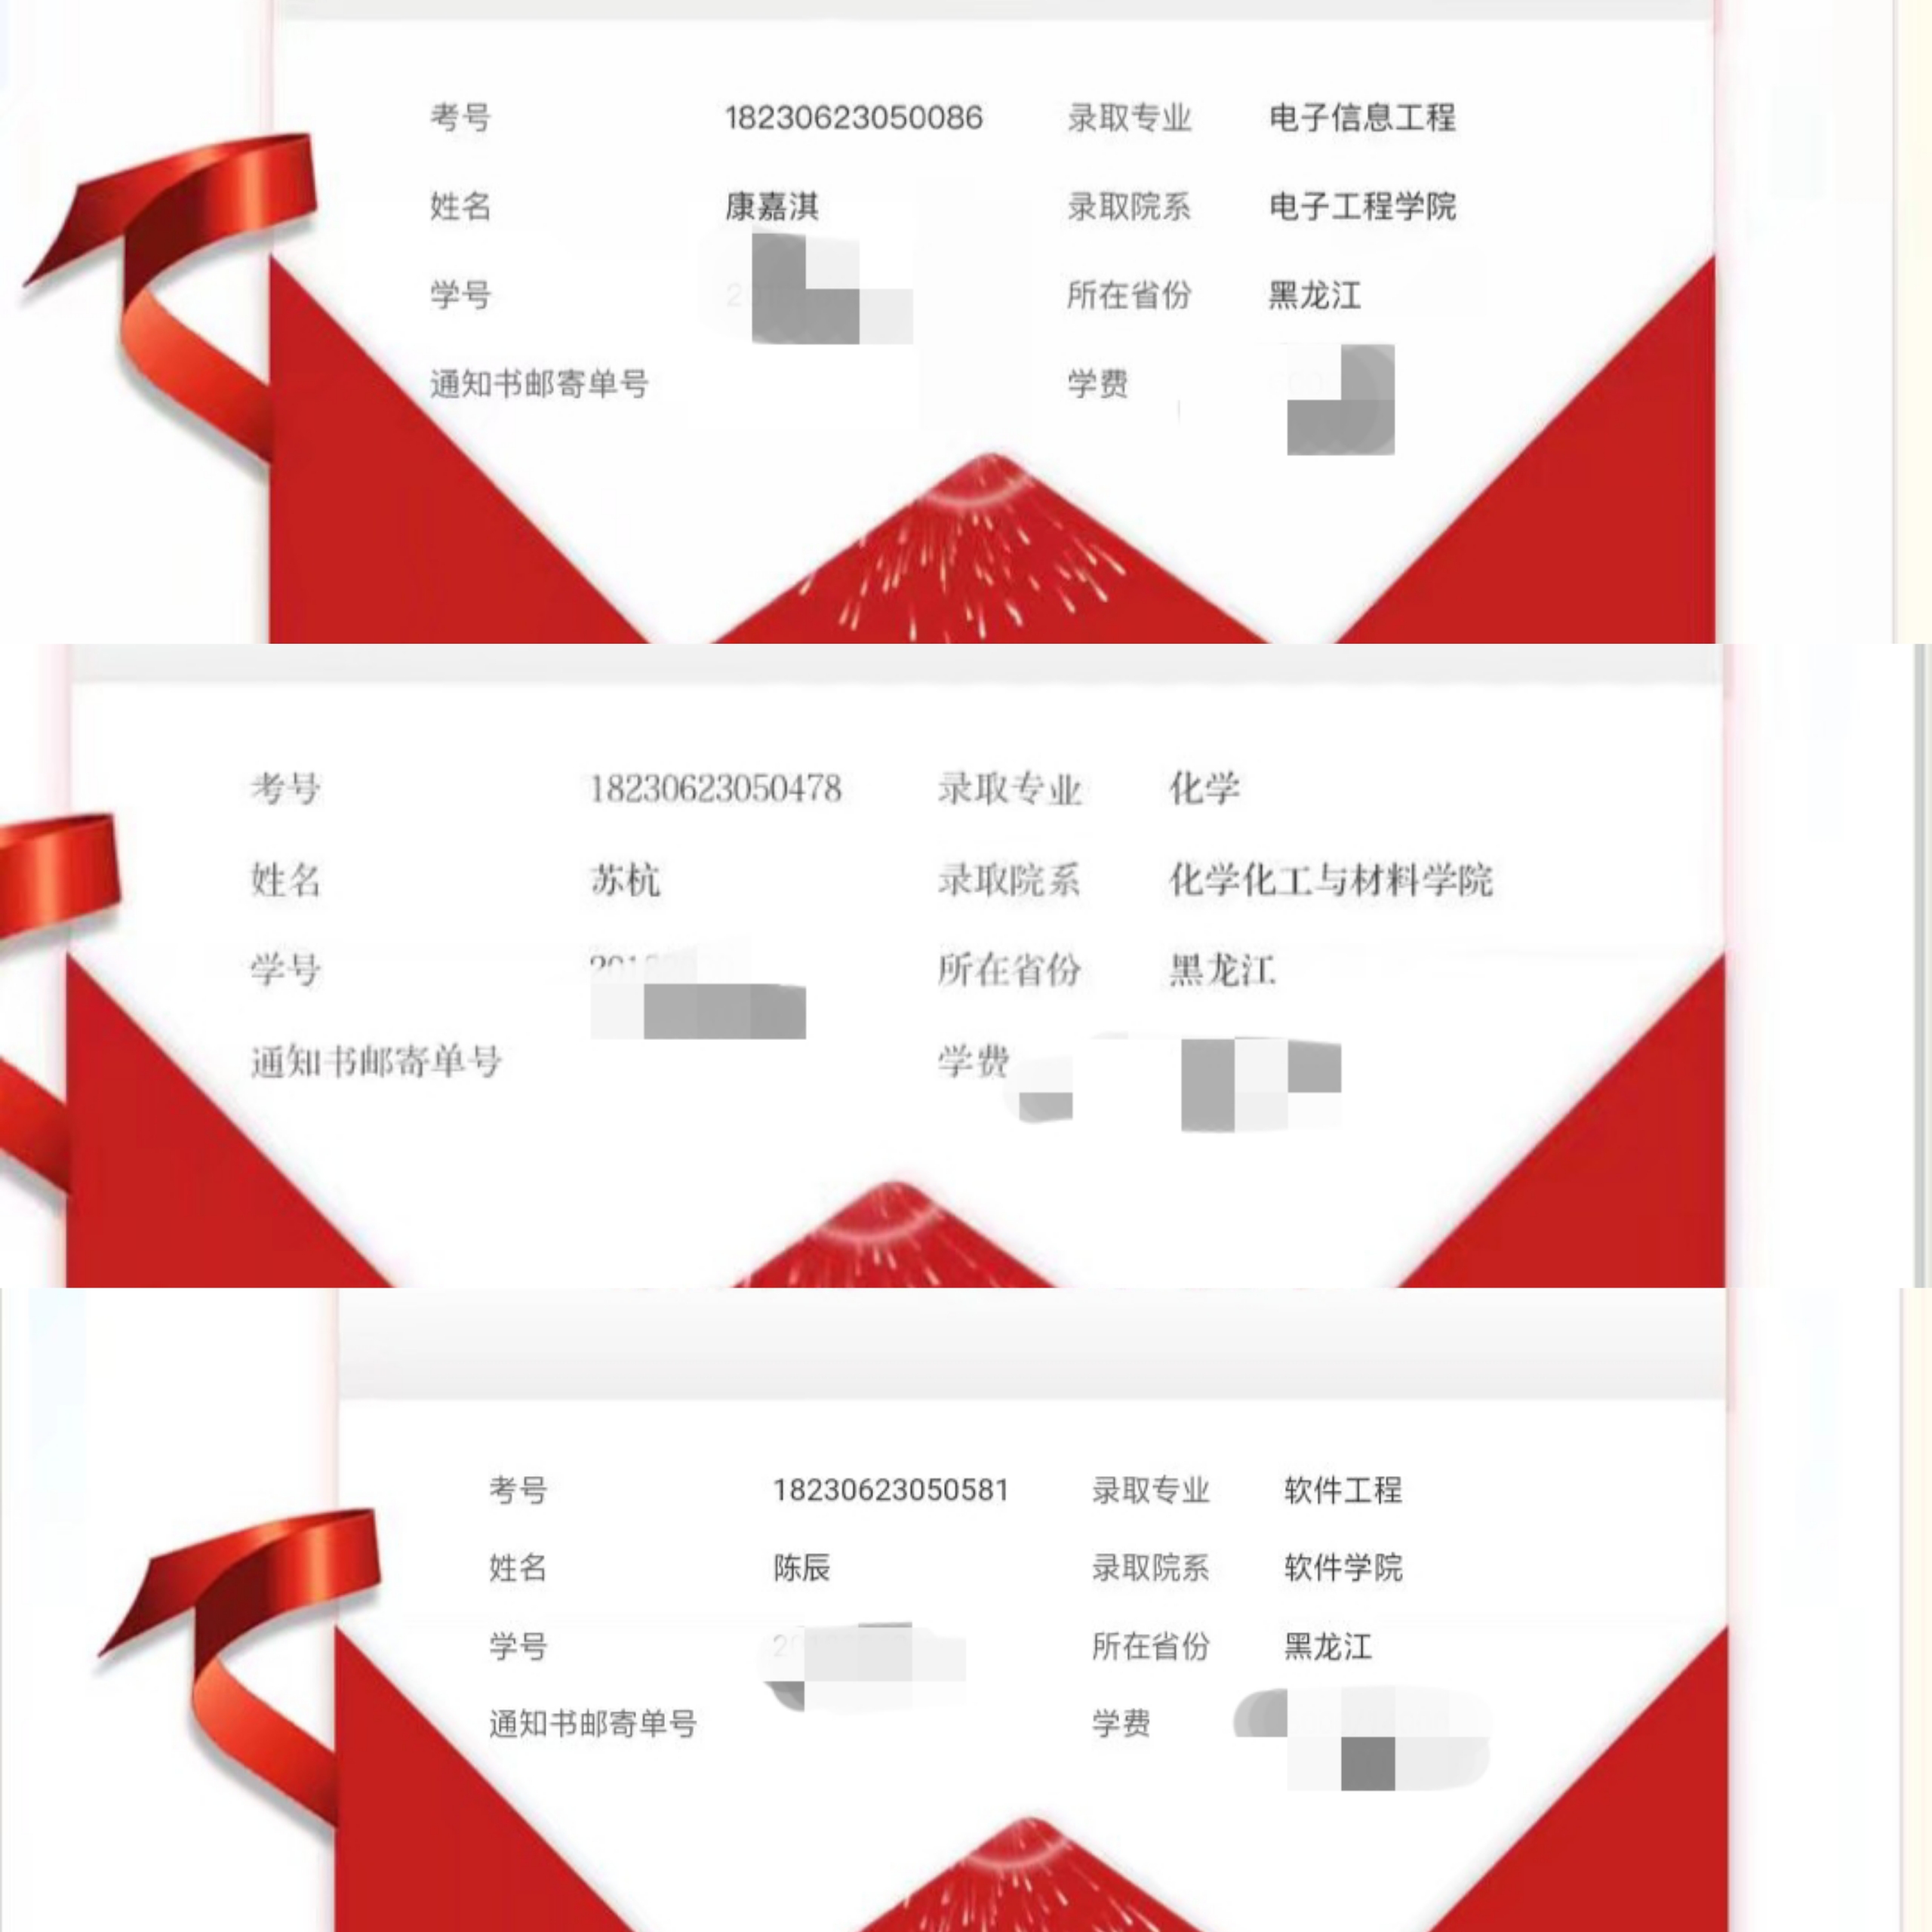 考号 18230623050086 录取专业 电子信息工程
姓名 康嘉淇 录取院系 电子工程学院
学号 所在省份 黑龙江
通知书邮寄单号 学费
考号 18230623050478 录取专业 化学
姓名 苏杭 录取院系 化学化工与材料学院
学号 所在省份 黑龙江
通知书邮寄单号 学费
考号 18230623050581 录取专业 软件工程
姓名 陈辰 录取院系 软件学院
学号 所在省份 黑龙江
通知书邮寄单号 学费